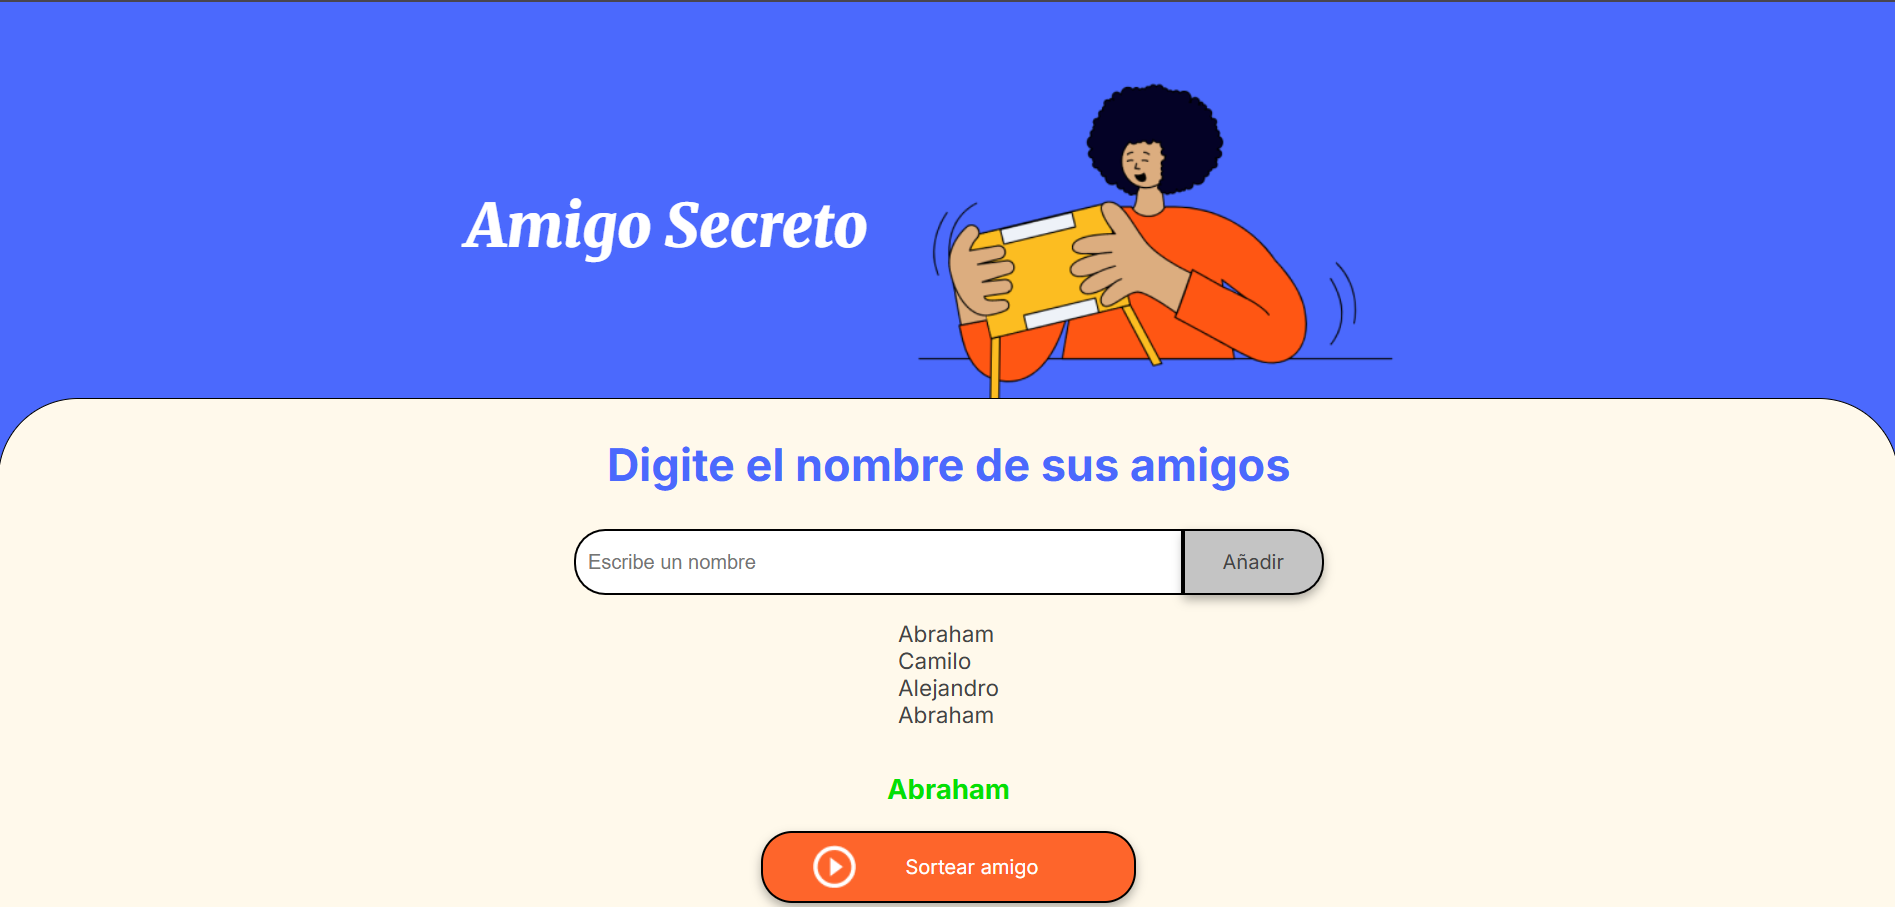 Amigo Secreto
Digite el nombre de sus amigos
Escribe un nombre
Añadir
Abraham
Camilo
Alejandro
Abraham
Abraham
Sortear amigo